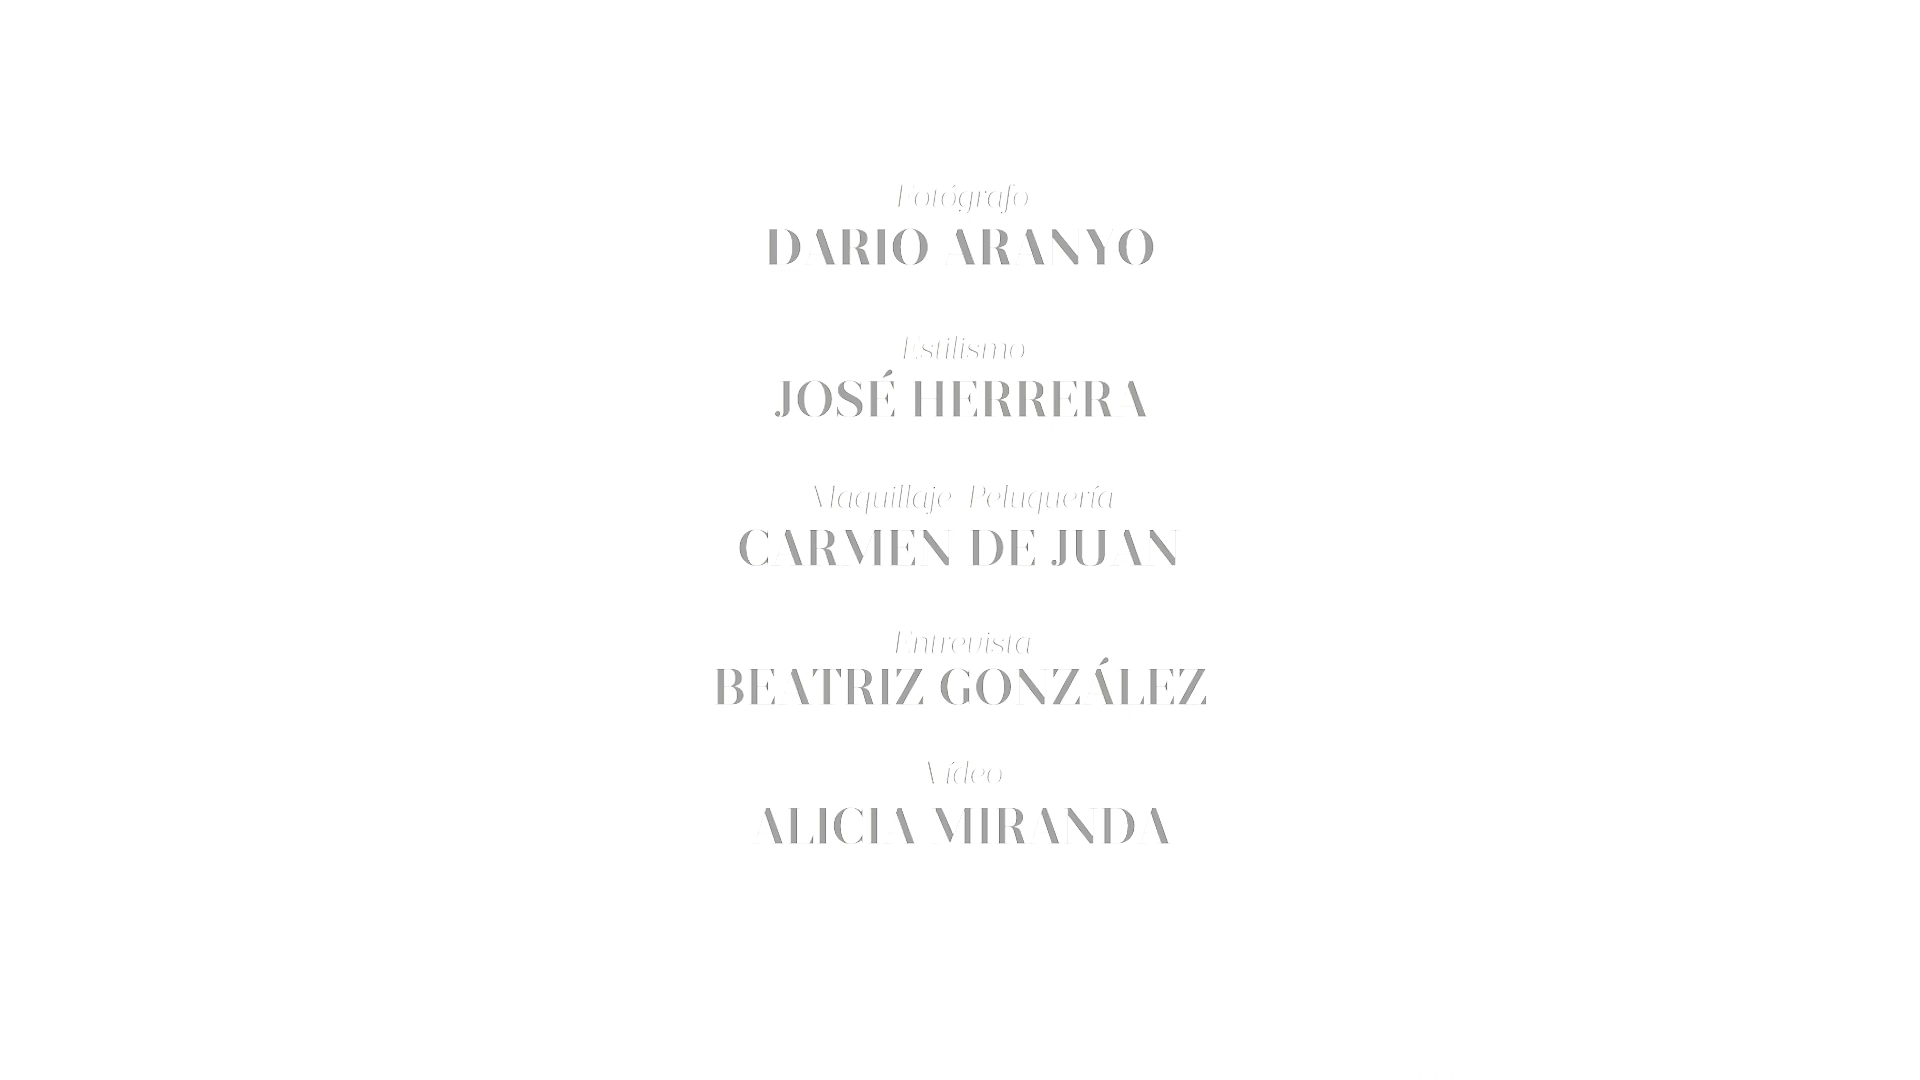 Fotógrafo
DARIO ARANYO
Estilismo
JOSÉ HERRERA
Maquillaje Peluquería
CARMEN DE JUAN
Entrevista
BEATRIZ GONZÁLEZ
Vídeo
ALICIA MIRANDA